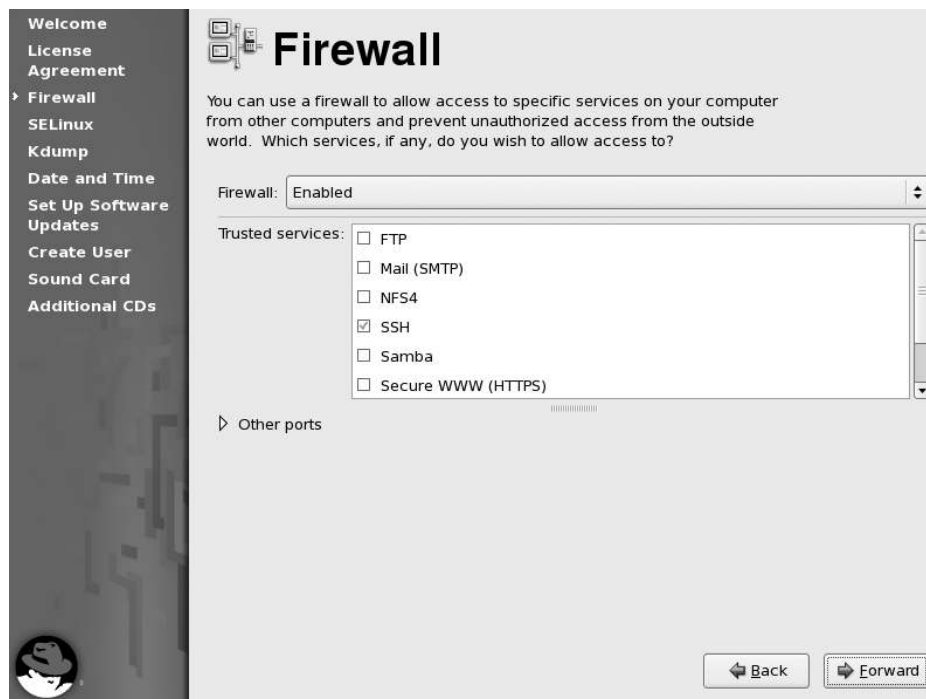 Welcome
License
Agreement
Firewall
SELinux
Kdump
Date and Time
Set Up Software
Updates
Create User
Sound Card
Additional CDs
Firewall
You can use a firewall to allow access to specific services on your computer
from other computers and prevent unauthorized access from the outside
world. Which services, if any, do you wish to allow access to?
Firewall: Enabled
Trusted services:
FTP
Mail (SMTP)
NFS4
SSH
Samba
Secure WWW (HTTPS)
Other ports
Back
Forward